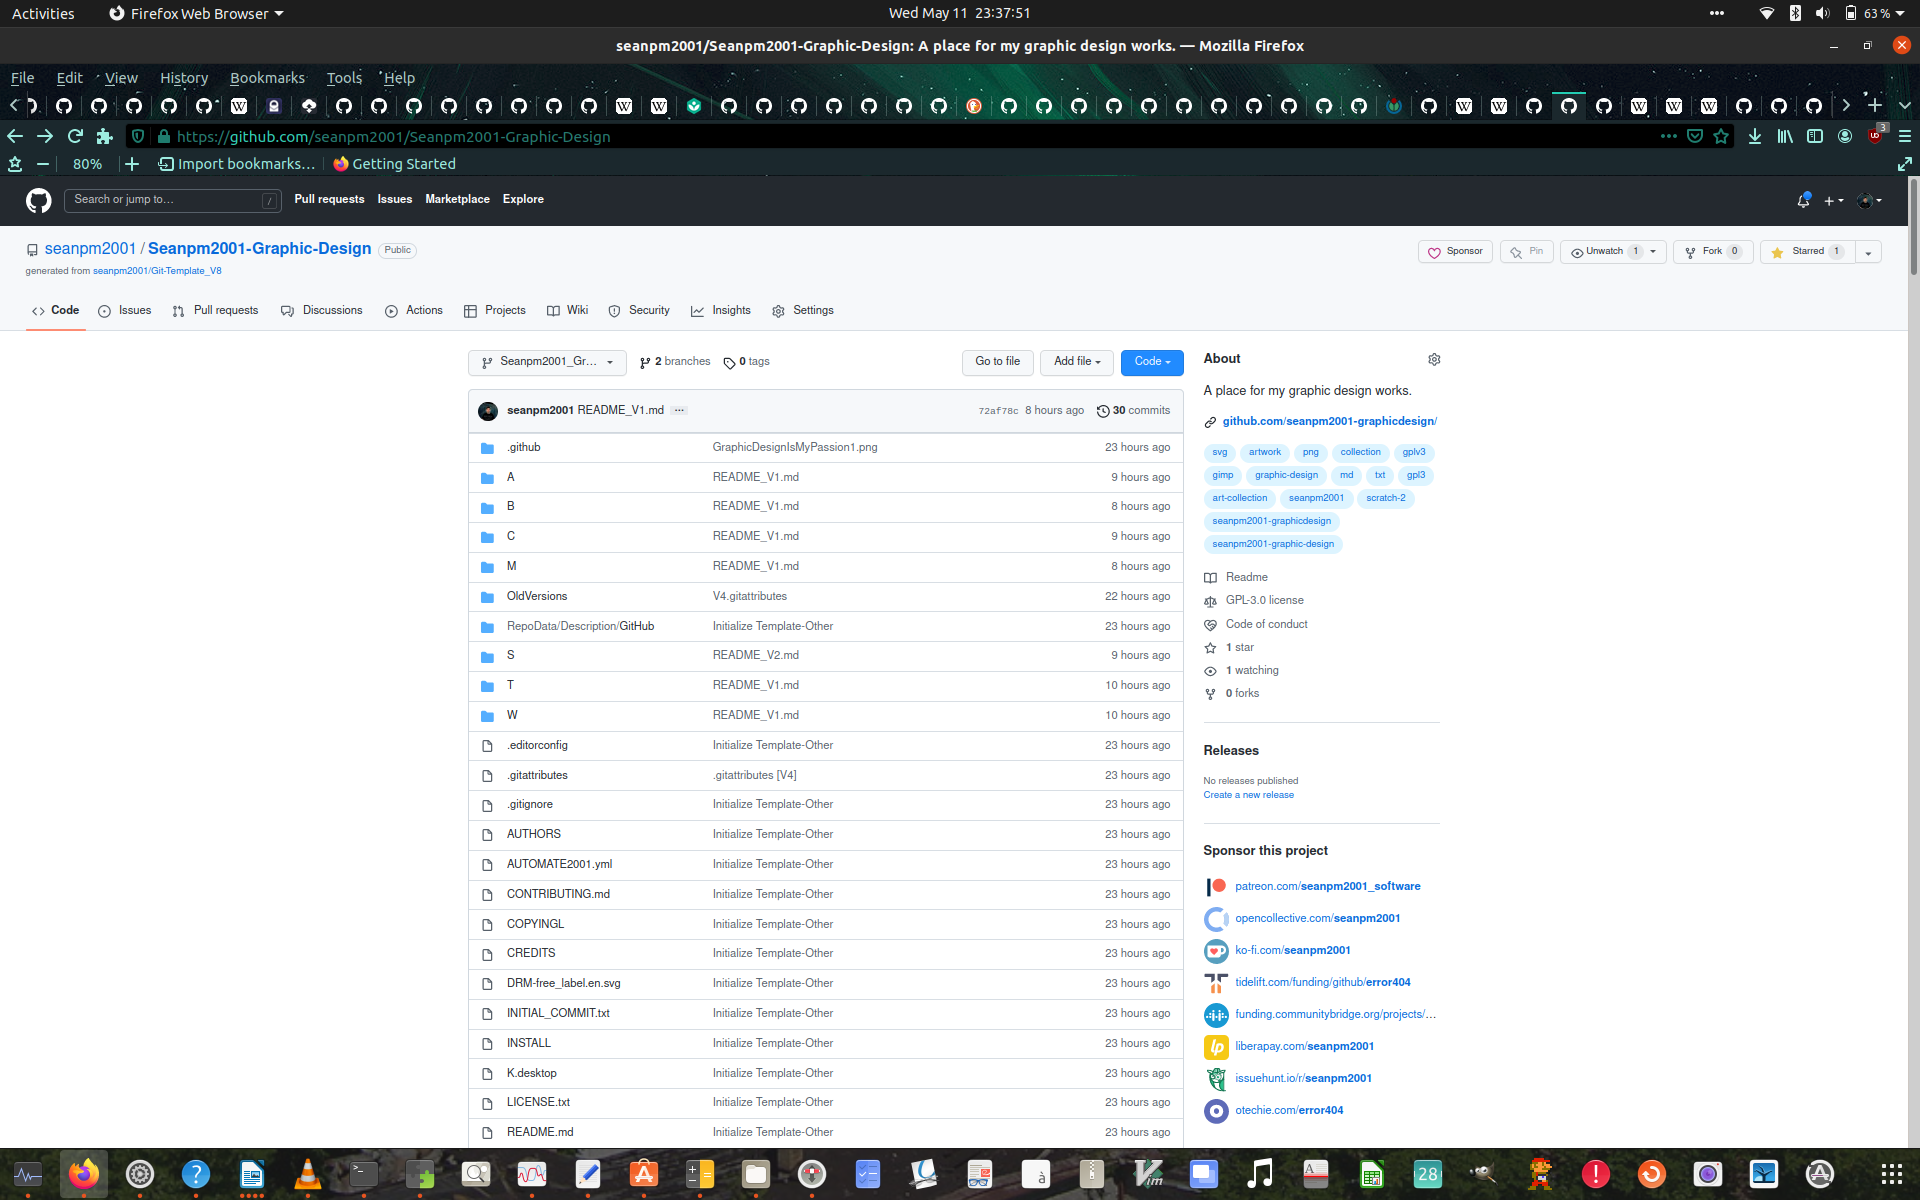 Activities Firefox Web Browser Wed May 11 23:37:51 63 %
seanpm2001/Seanpm2001-Graphic-Design: A place for my graphic design works. — Mozilla Firefox
File Edit View History Bookmarks Tools Help
https://github.com/seanpm2001/Seanpm2001-Graphic-Design 3
80% Import bookmarks... Getting Started
Search or jump to... / Pull requests Issues Marketplace Explore
seanpm2001 / Seanpm2001-Graphic-Design Public Sponsor Pin Unwatch 1 Fork 0 Starred 1
generated from seanpm2001/Git-Template_V8
Code Issues Pull requests Discussions Actions Projects Wiki Security Insights Settings
Seanpm2001_Gr... 2 branches 0 tags Go to file Add file Code
seanpm2001 README_V1.md ... 72af78c 8 hours ago 30 commits
.github GraphicDesignIsMyPassion1.png 23 hours ago
A README_V1.md 9 hours ago
B README_V1.md 8 hours ago
C README_V1.md 9 hours ago
M README_V1.md 8 hours ago
OldVersions V4.gitattributes 22 hours ago
RepoData/Description/GitHub Initialize Template-Other 23 hours ago
S README_V2.md 9 hours ago
T README_V1.md 10 hours ago
W README_V1.md 10 hours ago
.editorconfig Initialize Template-Other 23 hours ago
.gitattributes .gitattributes [V4] 23 hours ago
.gitignore Initialize Template-Other 23 hours ago
AUTHORS Initialize Template-Other 23 hours ago
AUTOMATE2001.yml Initialize Template-Other 23 hours ago
CONTRIBUTING.md Initialize Template-Other 23 hours ago
COPYINGL Initialize Template-Other 23 hours ago
CREDITS Initialize Template-Other 23 hours ago
DRM-free_label.en.svg Initialize Template-Other 23 hours ago
INITIAL_COMMIT.txt Initialize Template-Other 23 hours ago
INSTALL Initialize Template-Other 23 hours ago
K.desktop Initialize Template-Other 23 hours ago
LICENSE.txt Initialize Template-Other 23 hours ago
README.md Initialize Template-Other 23 hours ago
About
A place for my graphic design works.
github.com/seanpm2001-graphicdesign/
svg artwork png collection gplv3
gimp graphic-design md txt gpl3
art-collection seanpm2001 scratch-2
seanpm2001-graphicdesign
seanpm2001-graphic-design
Readme
GPL-3.0 license
Code of conduct
1 star
1 watching
0 forks
Releases
No releases published
Create a new release
Sponsor this project
patreon.com/seanpm2001_software
opencollective.com/seanpm2001
ko-fi.com/seanpm2001
tidelift.com/funding/github/error404
funding.communitybridge.org/projects/...
liberapay.com/seanpm2001
issuehunt.io/r/seanpm2001
otechie.com/error404
28